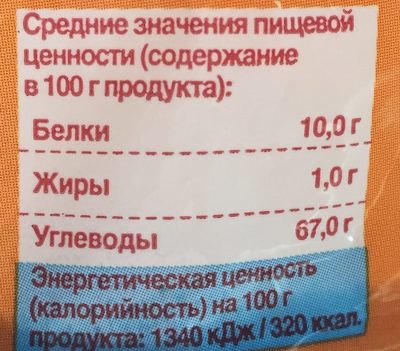 Средние значения пищевой
ценности (содержание
в 100 г продукта):
Белки 10,0 г
Жиры 1,0 г
Углеводы 67,0 г
Энергетическая ценность
(калорийность) на 100 г
продукта: 1340 кДж / 320 ккал.